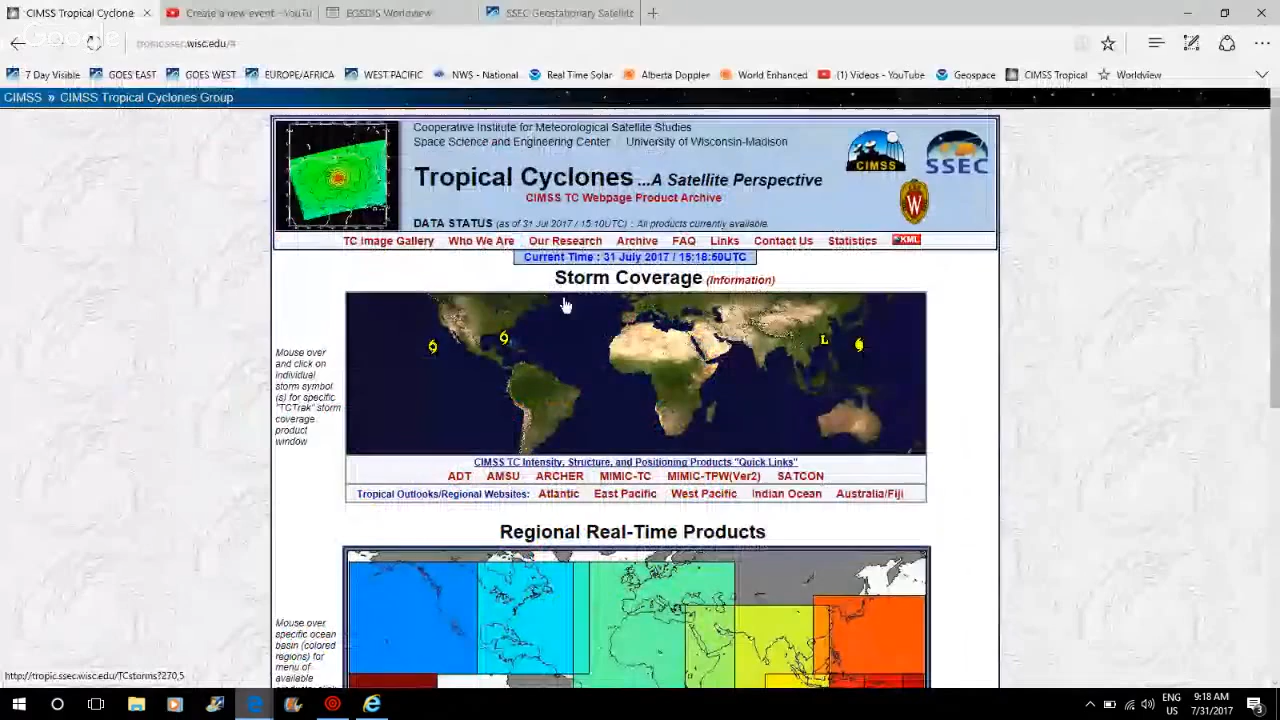 Tropical Cyclones
Create a new event - YouTu
EOSDIS Worldview
SSEC Geostationary Satellite
Google
tropic.ssec.wisc.edu/#
7 Day Visible
GOES EAST
GOES WEST
EUROPE/AFRICA
WEST PACIFIC
NWS - National
Real Time Solar
Alberta Doppler
World Enhanced
(1) Videos - YouTube
Geospace
CIMSS Tropical
Worldview
CIMSS » CIMSS Tropical Cyclones Group
Cooperative Institute for Meteorological Satellite Studies
Space Science and Engineering Center University of Wisconsin-Madison
Tropical Cyclones ...A Satellite Perspective
CIMSS TC Webpage Product Archive
CIMSS
SSEC
W
DATA STATUS (as of 31 Jul 2017 / 15:10UTC) : All products currently available.
TC Image Gallery Who We Are Our Research Archive FAQ Links Contact Us Statistics KML
Current Time : 31 July 2017 / 15:18:50UTC
Storm Coverage (Information)
L
Mouse over
and click on
individual
storm symbol
(s) for specific
"TCTrak" storm
coverage
product
window
CIMSS TC Intensity, Structure, and Positioning Products "Quick Links"
ADT AMSU ARCHER MIMIC-TC MIMIC-TPW(Ver2) SATCON
Tropical Outlooks/Regional Websites: Atlantic East Pacific West Pacific Indian Ocean Australia/Fiji
Regional Real-Time Products
Mouse over
specific ocean
basin (colored
regions) for
menu of
available
http://tropic.ssec.wisc.edu/TCstorms?270,5
ENG
US
9:18 AM
7/31/2017
3